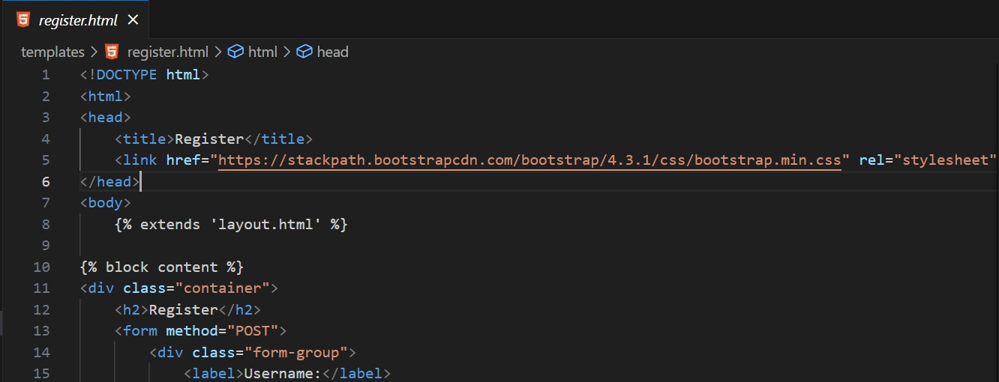 register.html ×
templates > register.html > html > head
1 <!DOCTYPE html>
2 <html>
3 <head>
4     <title>Register</title>
5     <link href="https://stackpath.bootstrapcdn.com/bootstrap/4.3.1/css/bootstrap.min.css" rel="stylesheet"
6 </head>
7 <body>
8     {% extends 'layout.html' %}
9
10 {% block content %}
11 <div class="container">
12     <h2>Register</h2>
13     <form method="POST">
14         <div class="form-group">
15             <label>Username:</label>